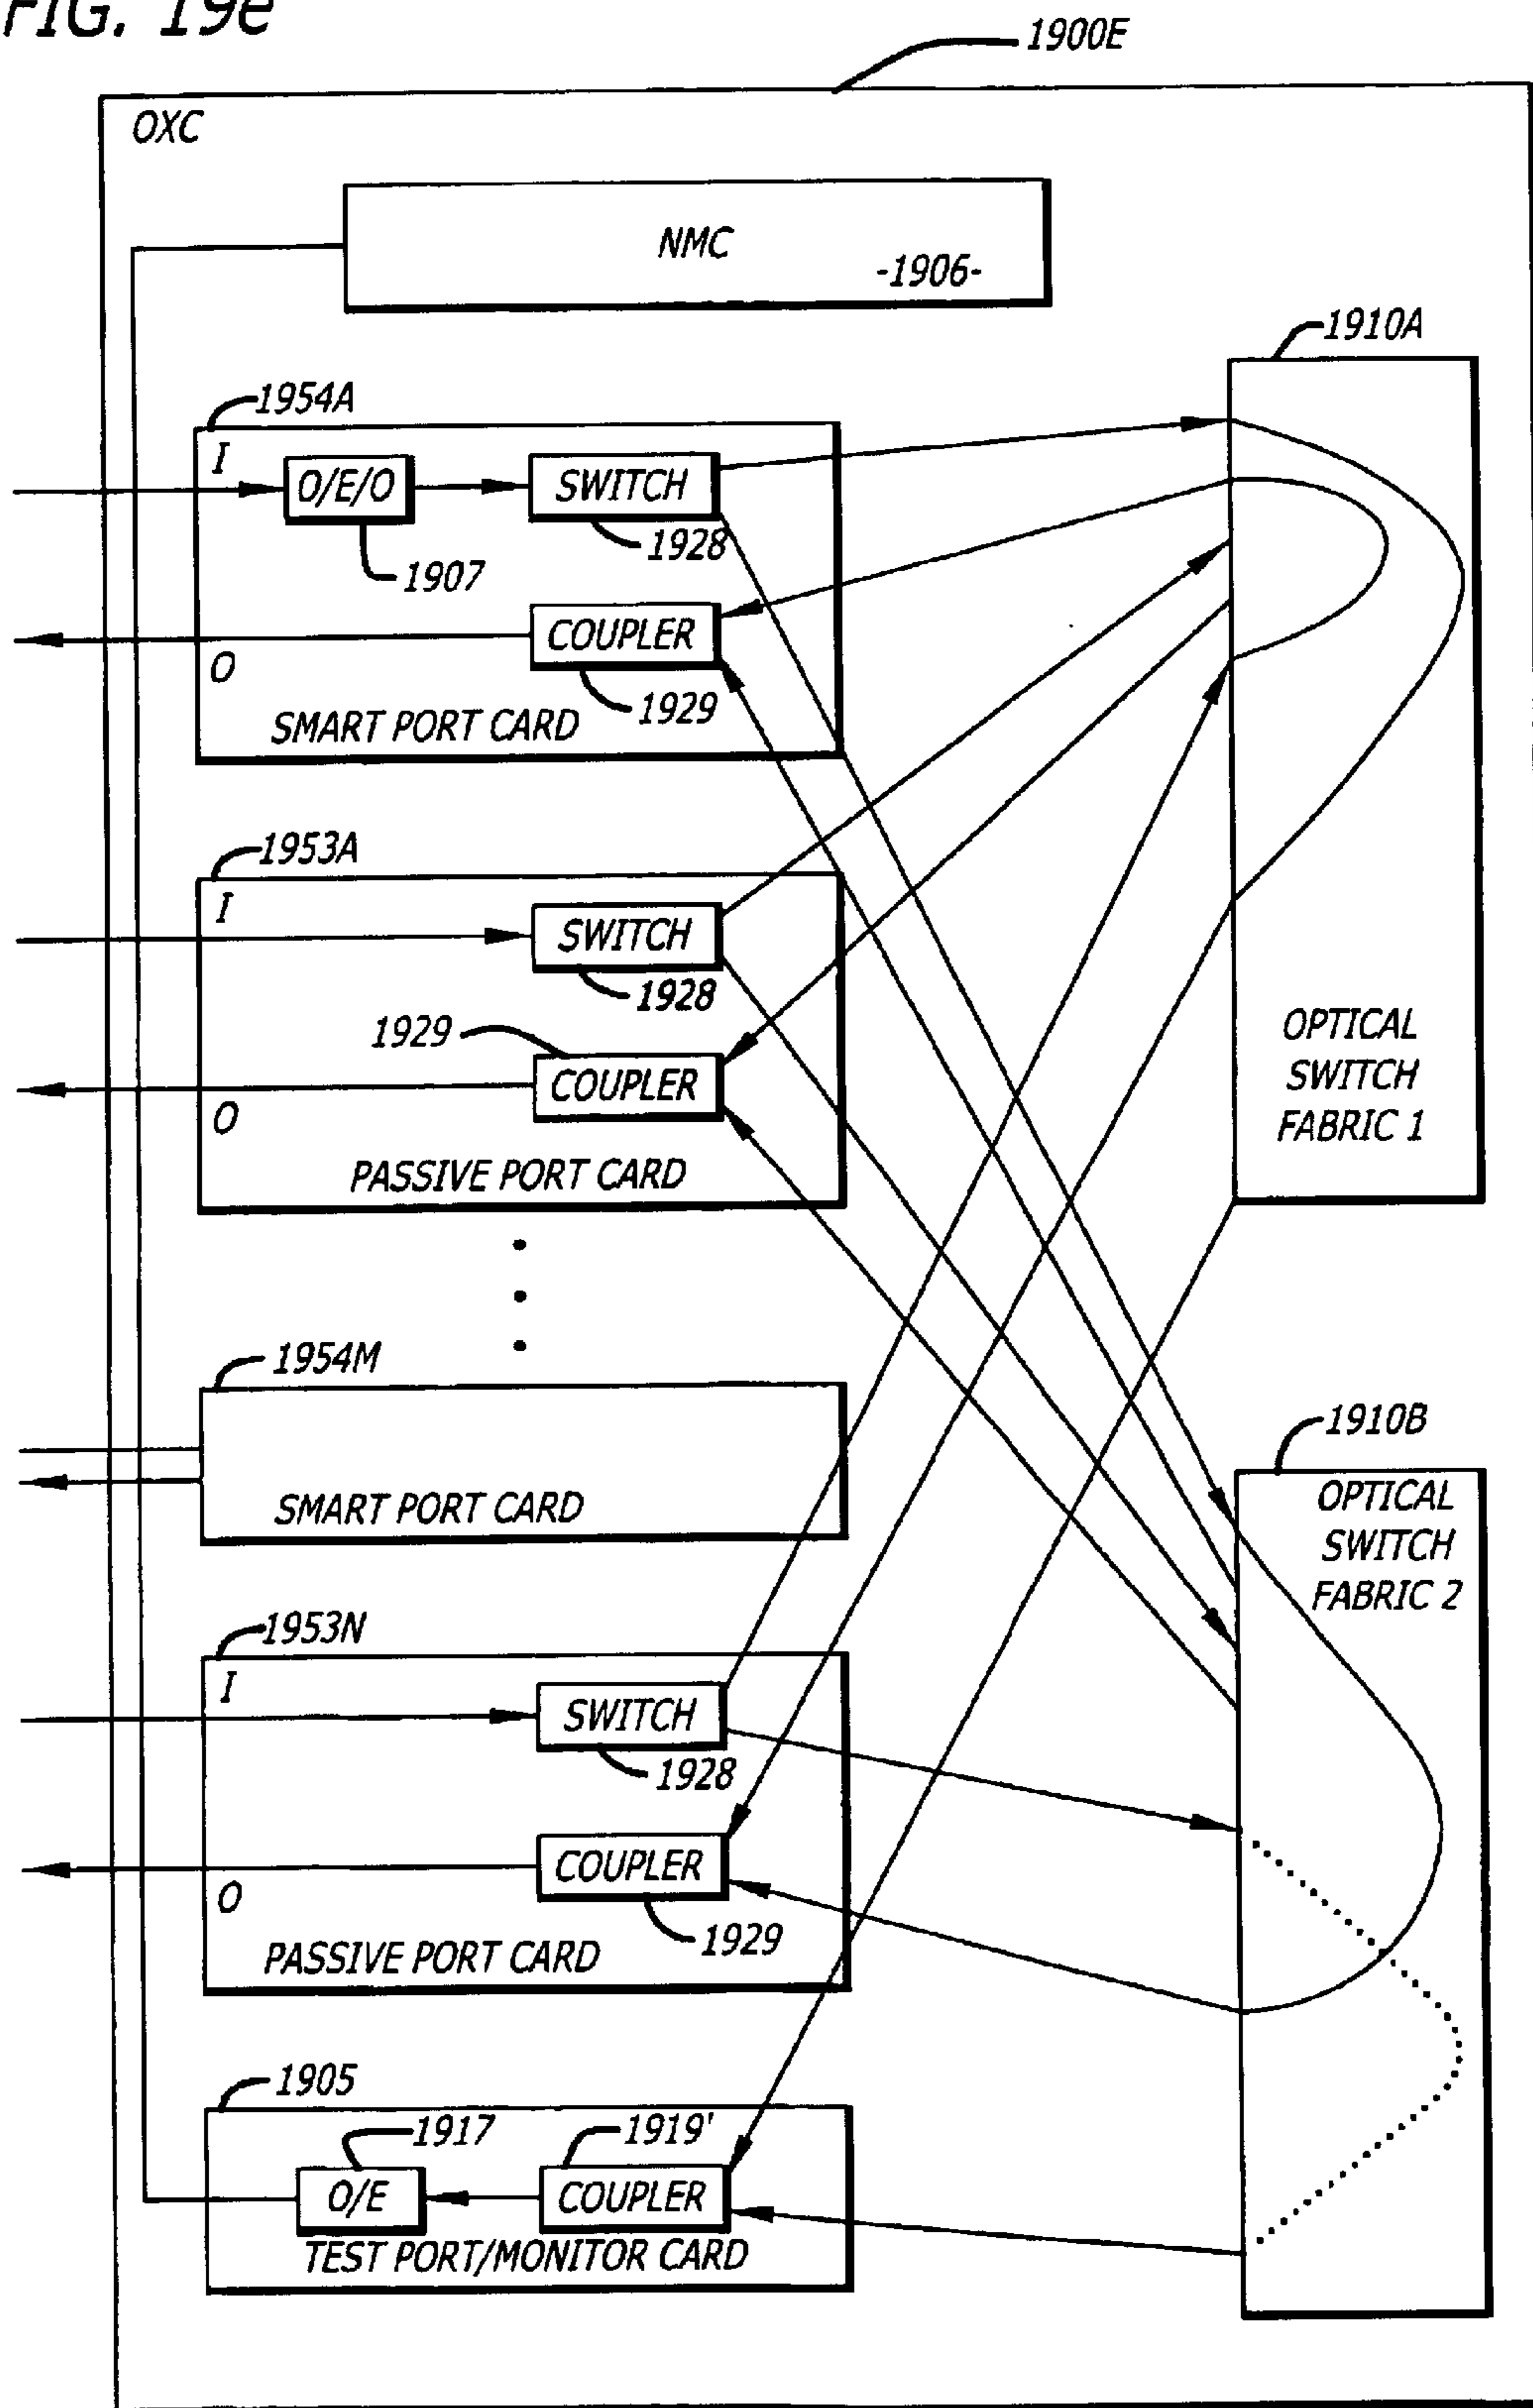 FIG. 19e
1900E
OXC
NMC
-1906-
1910A
1954A
I
O/E/O
SWITCH
1928
1907
COUPLER
O
1929
SMART PORT CARD
1953A
I
SWITCH
1928
1929
COUPLER
O
PASSIVE PORT CARD
OPTICAL
SWITCH
FABRIC 1
1954M
SMART PORT CARD
1910B
OPTICAL
SWITCH
FABRIC 2
1953N
I
SWITCH
1928
COUPLER
O
1929
PASSIVE PORT CARD
1905
1917
1919'
O/E
COUPLER
TEST PORT/MONITOR CARD